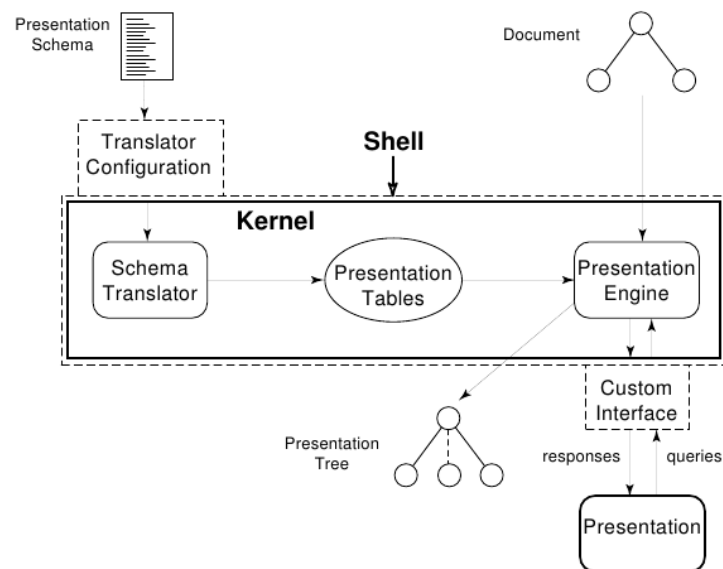 Presentation
Schema
Document
Translator
Configuration
Shell
Kernel
Schema
Translator
Presentation
Tables
Presentation
Engine
Custom
Interface
Presentation
Tree
responses
queries
Presentation